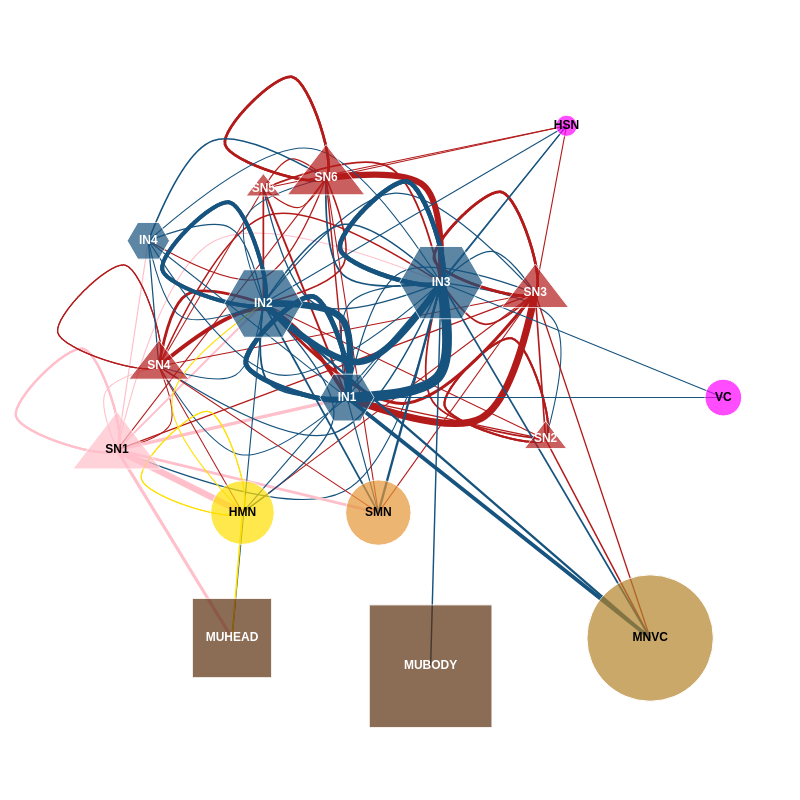 HSN
SN6
SN5
IN4
IN3
SN3
IN2
SN4
IN1
VC
SN2
SN1
HMN
SMN
MUHEAD
MNVC
MUBODY